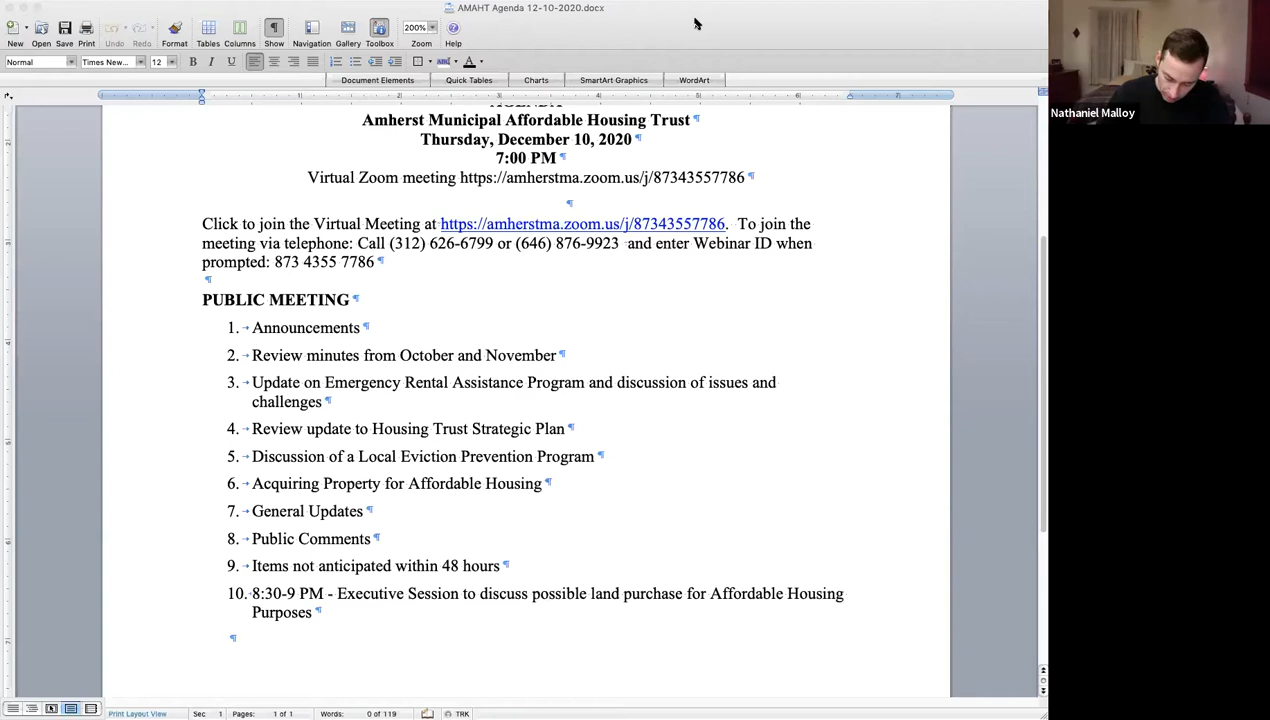 AMAHT Agenda 12-10-2020.docx
New Open Save Print Undo Redo Format Tables Columns Show Navigation Gallery Toolbox Zoom Help
200%
Normal Times New... 12 B I U
Document Elements Quick Tables Charts SmartArt Graphics WordArt
AGENDA
Amherst Municipal Affordable Housing Trust
Thursday, December 10, 2020
7:00 PM
Virtual Zoom meeting https://amherstma.zoom.us/j/87343557786
Click to join the Virtual Meeting at https://amherstma.zoom.us/j/87343557786. To join the
meeting via telephone: Call (312) 626-6799 or (646) 876-9923 and enter Webinar ID when
prompted: 873 4355 7786
PUBLIC MEETING
1. Announcements
2. Review minutes from October and November
3. Update on Emergency Rental Assistance Program and discussion of issues and
challenges
4. Review update to Housing Trust Strategic Plan
5. Discussion of a Local Eviction Prevention Program
6. Acquiring Property for Affordable Housing
7. General Updates
8. Public Comments
9. Items not anticipated within 48 hours
10. 8:30-9 PM - Executive Session to discuss possible land purchase for Affordable Housing
Purposes
Print Layout View Sec 1 Pages: 1 of 1 Words: 0 of 119 TRK
Nathaniel Malloy